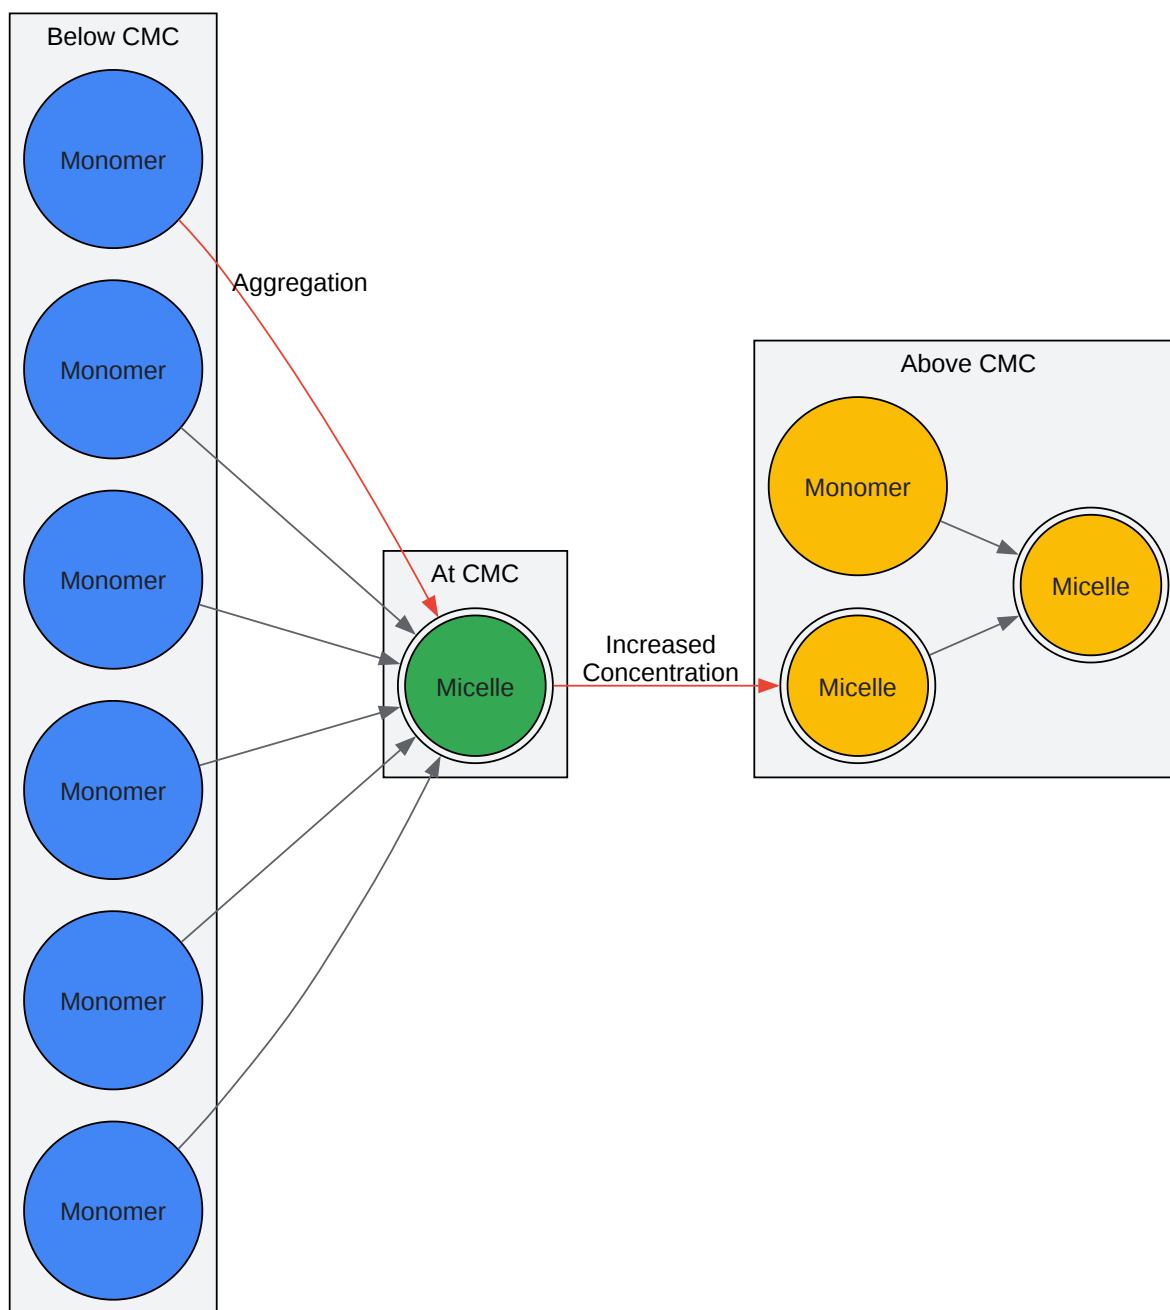 Below CMC
Monomer
Monomer
Monomer
Monomer
Monomer
Monomer
Aggregation
At CMC
Micelle
Increased
Concentration
Above CMC
Monomer
Micelle
Micelle